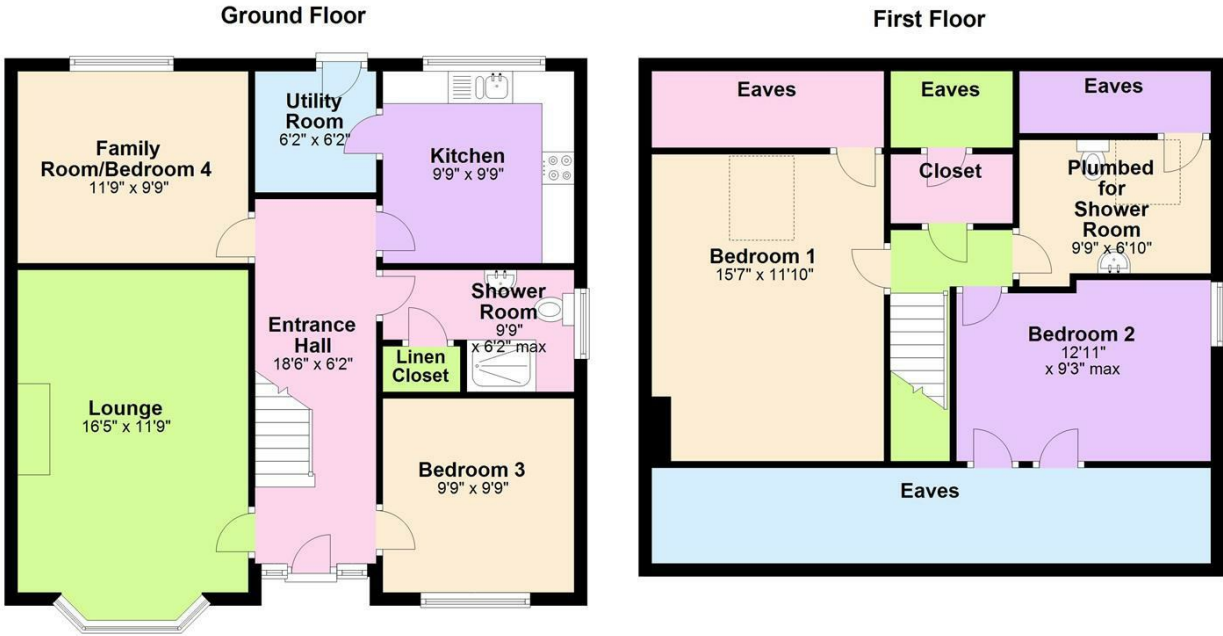 Ground Floor
Family
Room/Bedroom 4
11'9" x 9'9"
Utility
Room
6'2" x 6'2"
Kitchen
9'9" x 9'9"
Entrance
Hall
18'6" x 6'2"
Shower
Room
9'9"
x 6'2" max
Linen
Closet
Lounge
16'5" x 11'9"
Bedroom 3
9'9" x 9'9"
First Floor
Eaves
Eaves
Eaves
Closet
Plumbed
for
Shower
Room
9'9" x 6'10"
Bedroom 1
15'7" x 11'10"
Bedroom 2
12'11"
x 9'3" max
Eaves